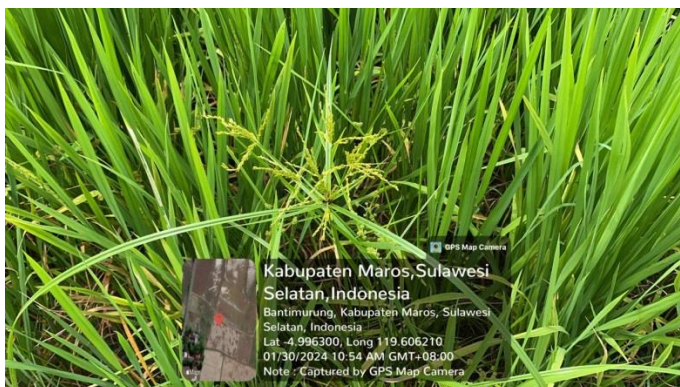 GPS Map Camera
Kabupaten Maros,Sulawesi
Selatan,Indonesia
Bantimurung, Kabupaten Maros, Sulawesi
Selatan, Indonesia
Lat -4.996300, Long 119.606210
01/30/2024 10:54 AM GMT+08:00
Note : Captured by GPS Map Camera